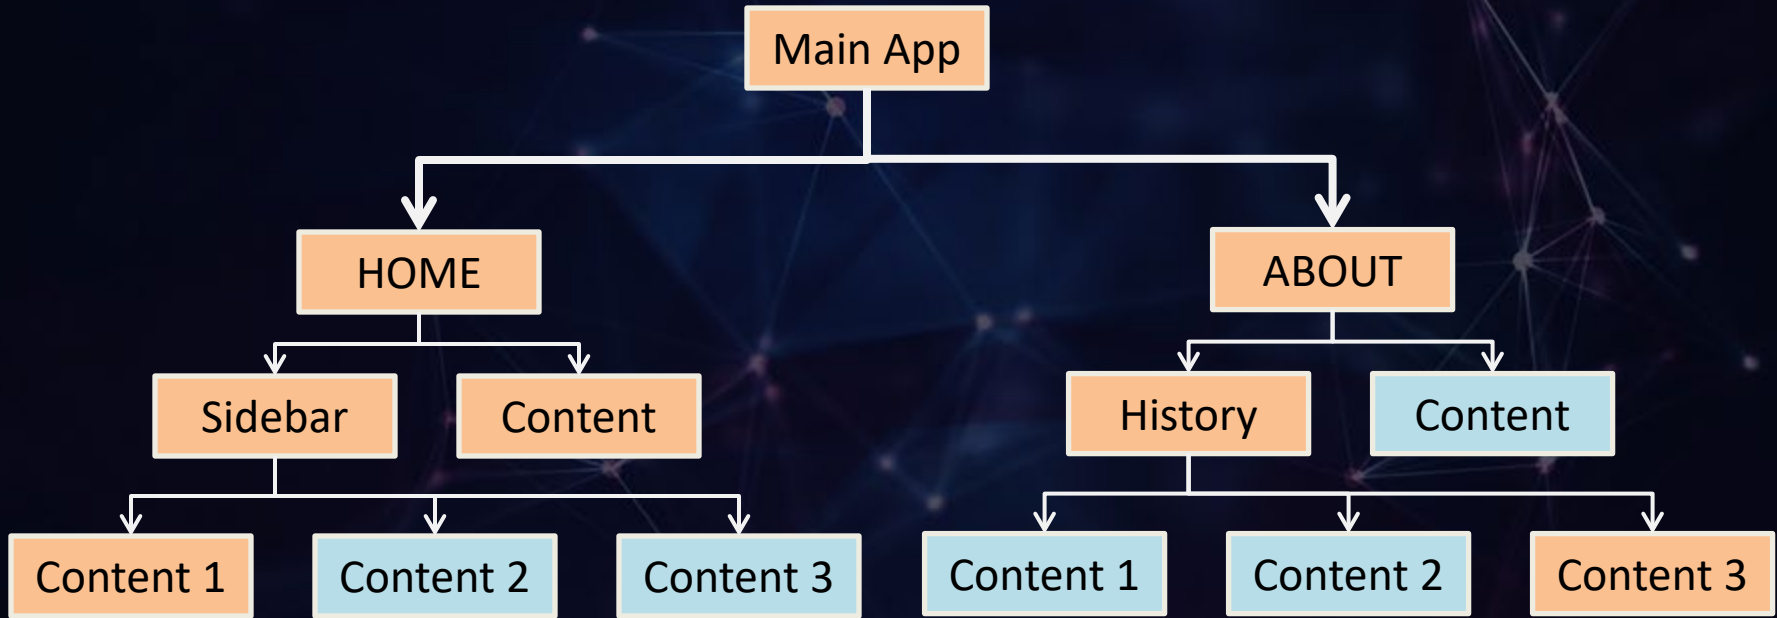 Main App
HOME
ABOUT
Sidebar
Content
History
Content
Content 1
Content 2
Content 3
Content 1
Content 2
Content 3